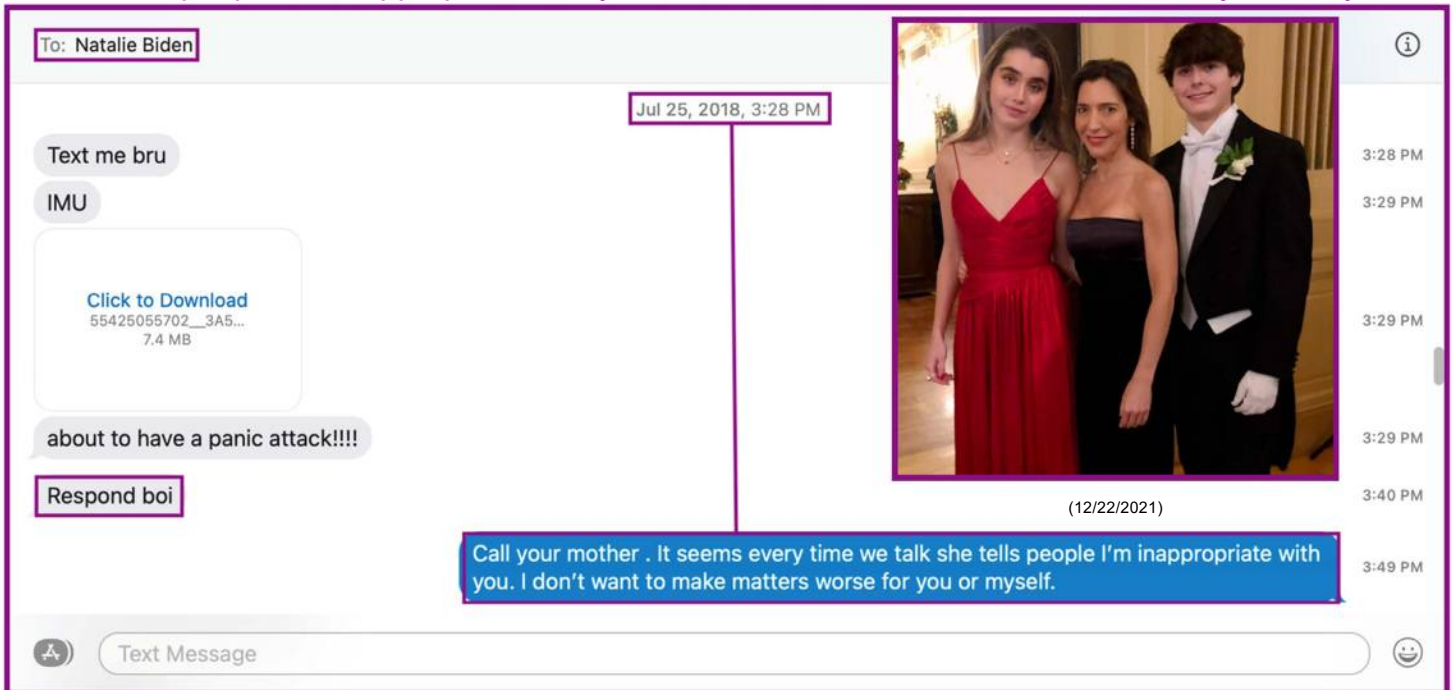 To: Natalie Biden
Jul 25, 2018, 3:28 PM
Text me bru
3:28 PM
IMU
3:29 PM
Click to Download
55425055702__3A5...
7.4 MB
3:29 PM
about to have a panic attack!!!!
3:29 PM
Respond boi
3:40 PM
(12/22/2021)
Call your mother . It seems every time we talk she tells people I’m inappropriate with
you. I don’t want to make matters worse for you or myself.
3:49 PM
Text Message